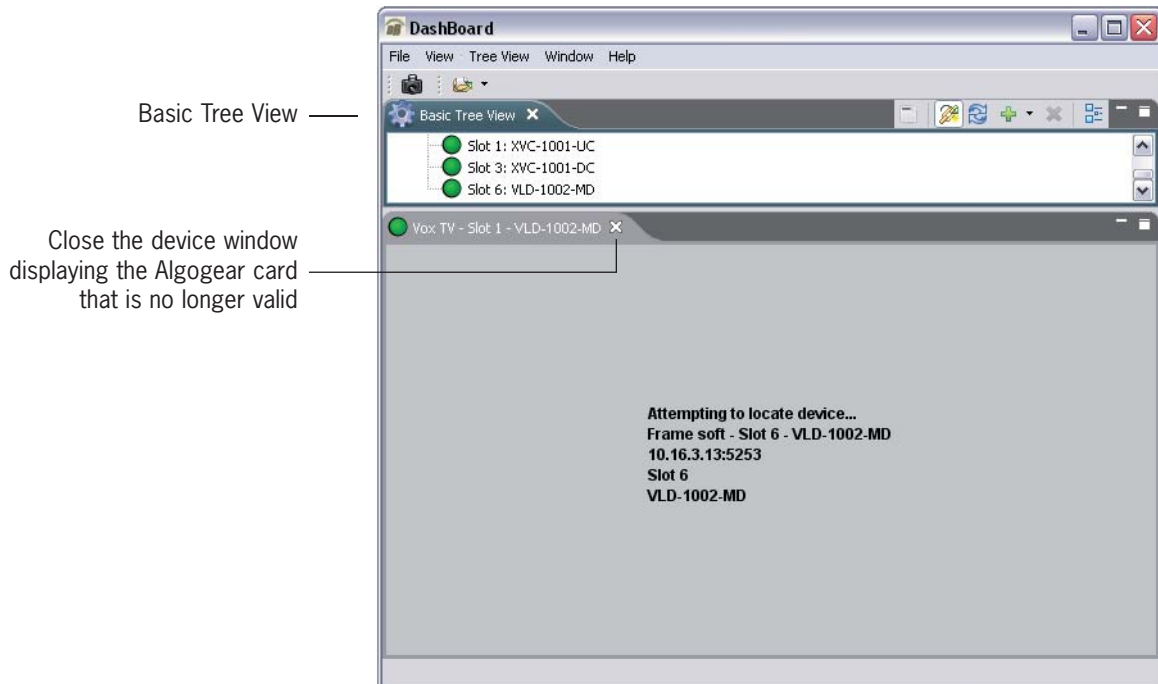 DashBoard
File View Tree View Window Help
Basic Tree View
Basic Tree View
Slot 1: XVC-1001-UC
Slot 3: XVC-1001-DC
Slot 6: VLD-1002-MD
Vox TV - Slot 1 - VLD-1002-MD
Close the device window
displaying the Algogear card
that is no longer valid
Attempting to locate device...
Frame soft - Slot 6 - VLD-1002-MD
10.16.3.13:5253
Slot 6
VLD-1002-MD